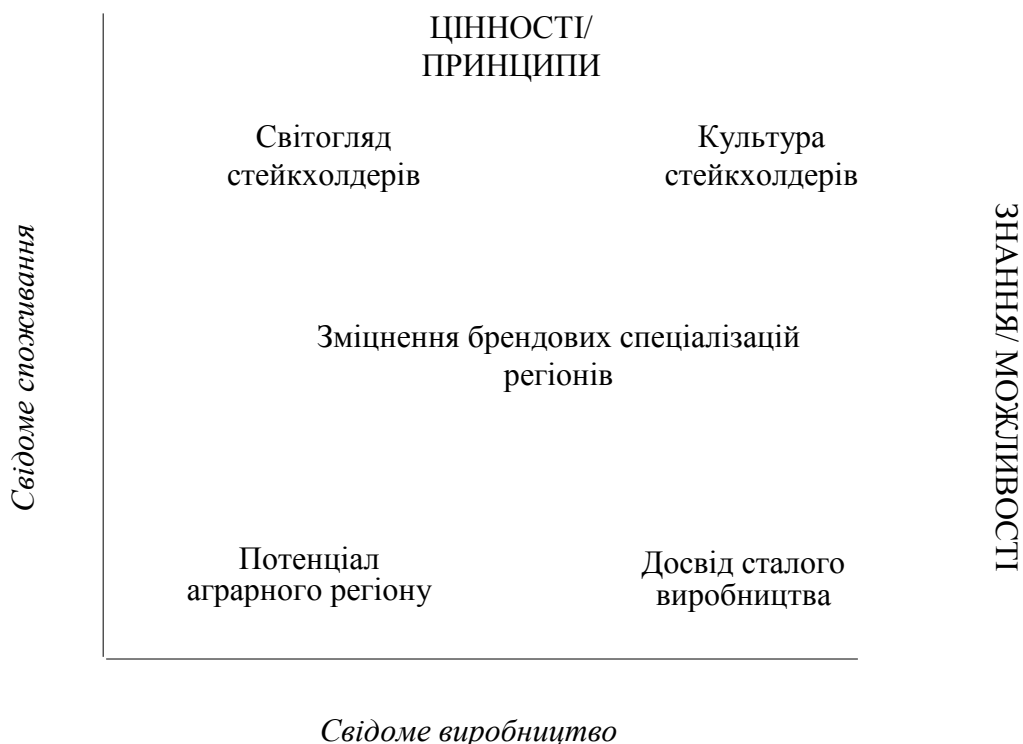 ЦІННОСТІ/
ПРИНЦИПИ
Світогляд
стейкхолдерів
Культура
стейкхолдерів
Свідоме споживання
ЗНАННЯ/ МОЖЛИВОСТІ
Зміцнення брендових спеціалізацій
регіонів
Потенціал
аграрного регіону
Досвід сталого
виробництва
Свідоме виробництво